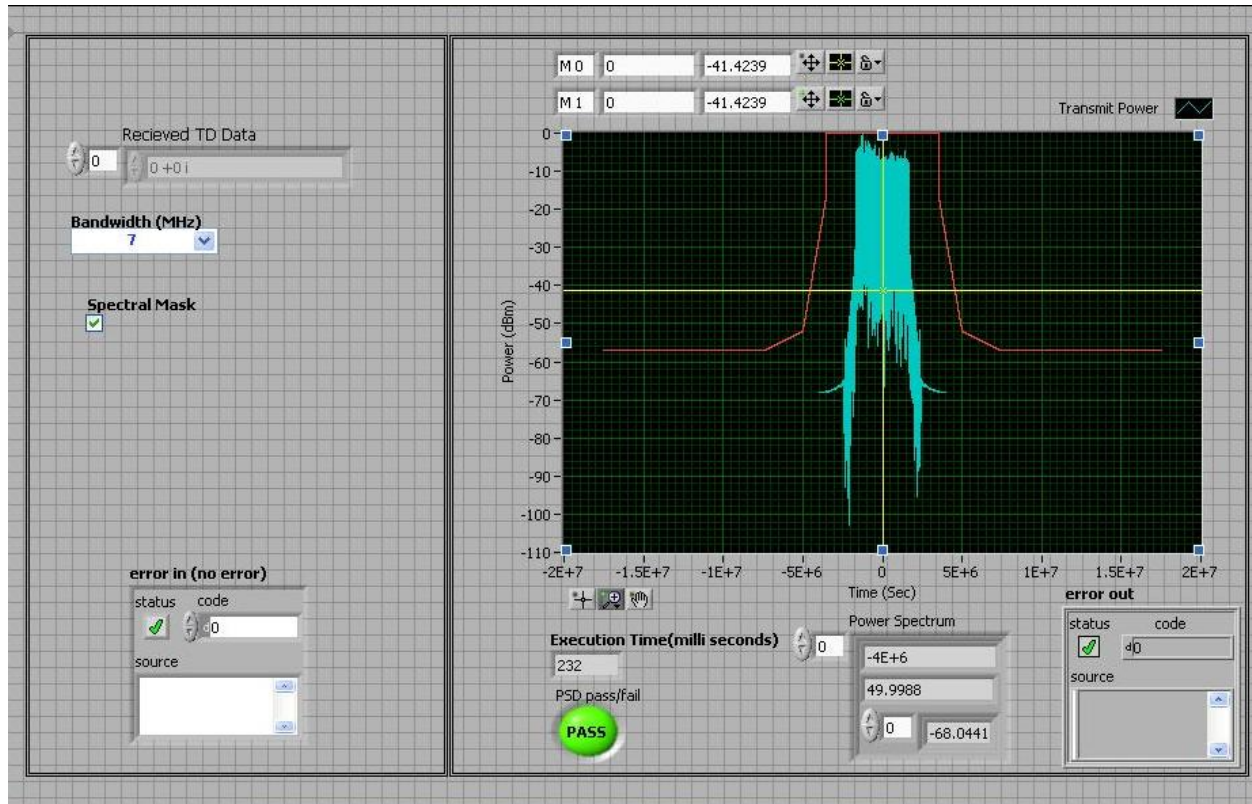 Recieved TD Data
0
0 +0 i
Bandwidth (MHz)
7
Spectral Mask
error in (no error)
status code
d0
source
M 0 0 -41.4239
M 1 0 -41.4239
Transmit Power
Power (dBm)
0
-10
-20
-30
-40
-50
-60
-70
-80
-90
-100
-110
-2E+7 -1.5E+7 -1E+7 -5E+6 0 5E+6 1E+7 1.5E+7 2E+7
Time (Sec)
Execution Time(milli seconds)
232
PSD pass/fail
PASS
Power Spectrum
0
-4E+6
49.9988
0 -68.0441
error out
status code
d0
source